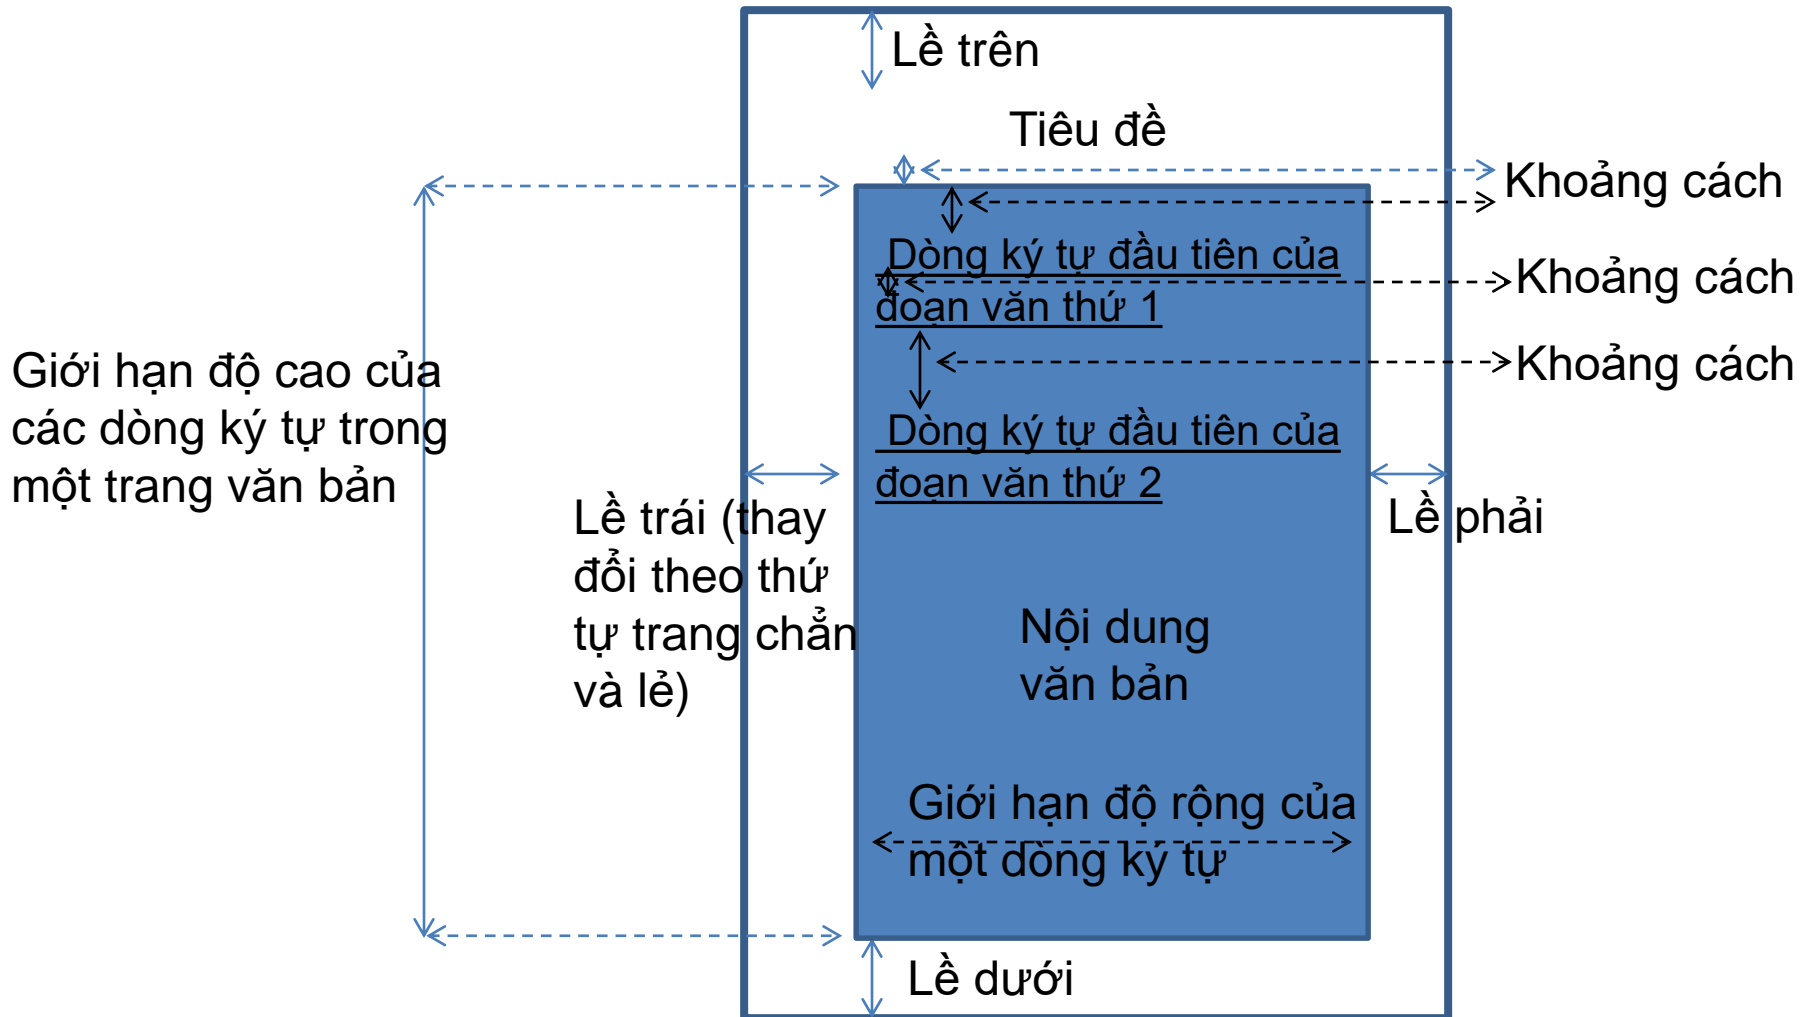 Lề trên
Tiêu đề
Khoảng cách
Dòng ký tự đầu tiên của
đoạn văn thứ 1
Khoảng cách
Khoảng cách
Giới hạn độ cao của
các dòng ký tự trong
một trang văn bản
Dòng ký tự đầu tiên của
đoạn văn thứ 2
Lề trái (thay
đổi theo thứ
tự trang chẳn
và lẻ)
Lề phải
Nội dung
văn bản
Giới hạn độ rộng của
một dòng ký tự
Lề dưới